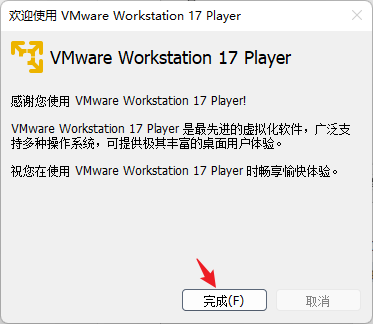 欢迎使用 VMware Workstation 17 Player
VMware Workstation 17 Player
感谢您使用 VMware Workstation 17 Player!
VMware Workstation 17 Player 是最先进的虚拟化软件，广泛支
持多种操作系统，可提供极其丰富的桌面用户体验。
祝您在使用 VMware Workstation 17 Player 时畅享愉快体验。
完成(F)
取消